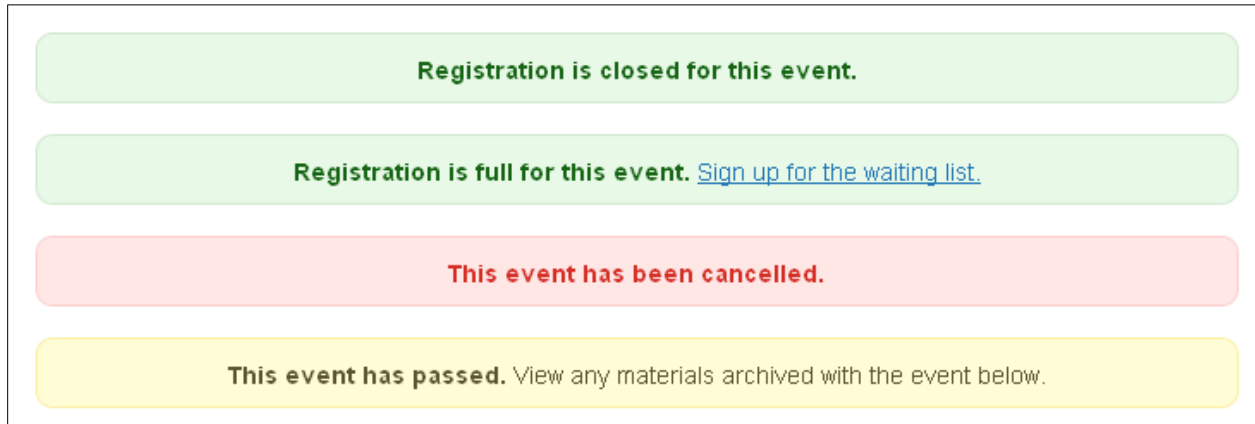 Registration is closed for this event.
Registration is full for this event. Sign up for the waiting list.
This event has been cancelled.
This event has passed. View any materials archived with the event below.